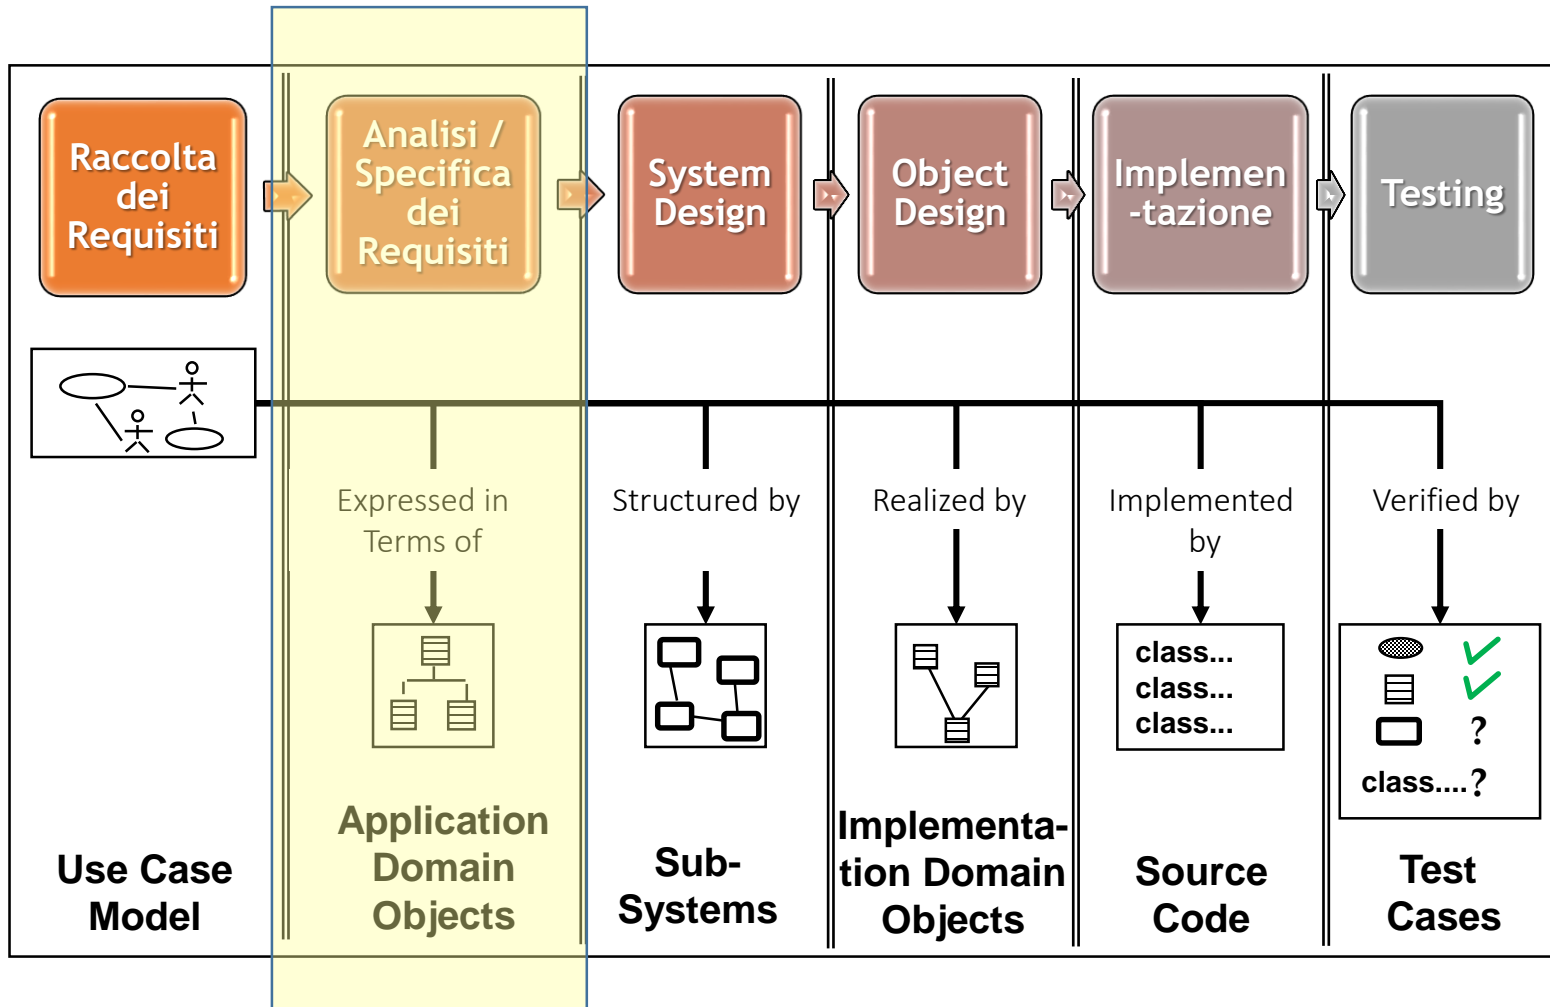 Raccolta
dei
Requisiti
Analisi /
Specifica
dei
Requisiti
System
Design
Object
Design
Implemen
-tazione
Testing
Expressed in
Terms of
Structured by
Realized by
Implemented
by
Verified by
class...
class...
class...
?
class....?
Use Case
Model
Application
Domain
Objects
Sub-
Systems
Implementa-
tion Domain
Objects
Source
Code
Test
Cases